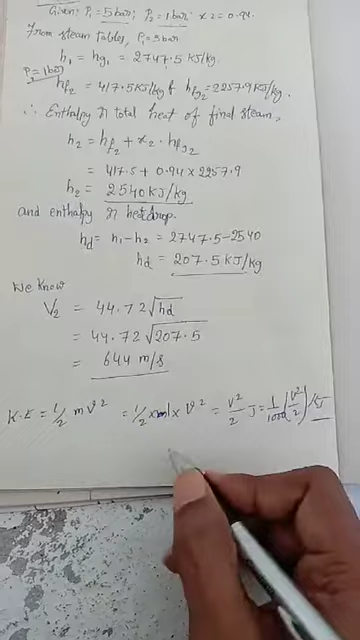 Given: P₁ = 5 bar, P₂ = 1 bar, x₂ = 0.94.
From steam tables, P₁ = 5 bar
h₁ = hg₁ = 2747.5 KJ/kg.
P₂ = 1 bar
hf₂ = 417.5 KJ/kg & hfg₂ = 2257.9 KJ/kg.
∴ Enthalpy or total heat of final steam,
h₂ = hf₂ + x₂ · hfg₂
= 417.5 + 0.94 x 2257.9
h₂ = 2540 KJ/kg
and enthalpy or heat drop.
hd = h₁ - h₂ = 2747.5 - 2540
hd = 207.5 KJ/kg
We know
V₂ = 44.72 √hd
= 44.72 √207.5
= 644 m/s
K.E = 1/2 mv² = 1/2 x 1 x v² = v²/2 J = 1/1000 (v²/2) KJ